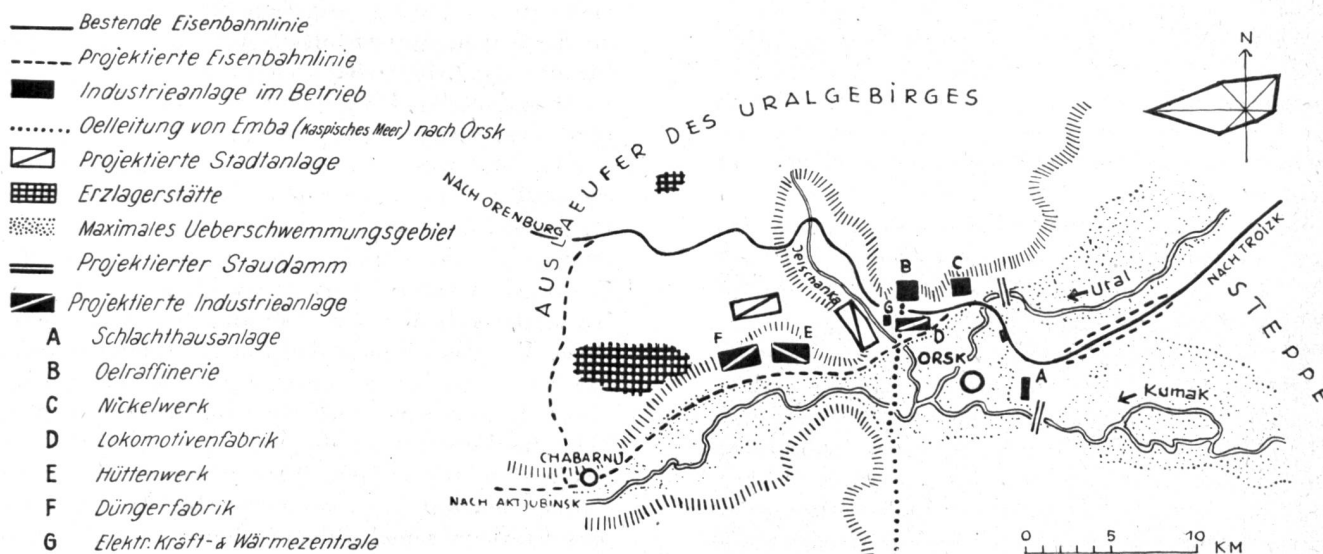 Bestende Eisenbahnlinie
Projektierte Eisenbahnlinie
Industrieanlage im Betrieb
Oelleitung von Emba (Kaspisches Meer) nach Orsk
Projektierte Stadtanlage
Erzlagerstätte
Maximales Ueberschwemmungsgebiet
Projektierter Staudamm
Projektierte Industrieanlage
A Schlachthausanlage
B Oelraffinerie
C Nickelwerk
D Lokomotivenfabrik
E Hüttenwerk
F Düngerfabrik
G Elektr. Kraft- & Wärmezentrale
N
AUSLAEUFER DES URALGEBIRGES
NACH ORENBURG
NACH TROIZK
STEPPE
Jelschanka
B
C
Ural
G
D
F
E
ORSK
A
Kumak
CHABARNU
NACH AKTJUBINSK
0 5 10
KM